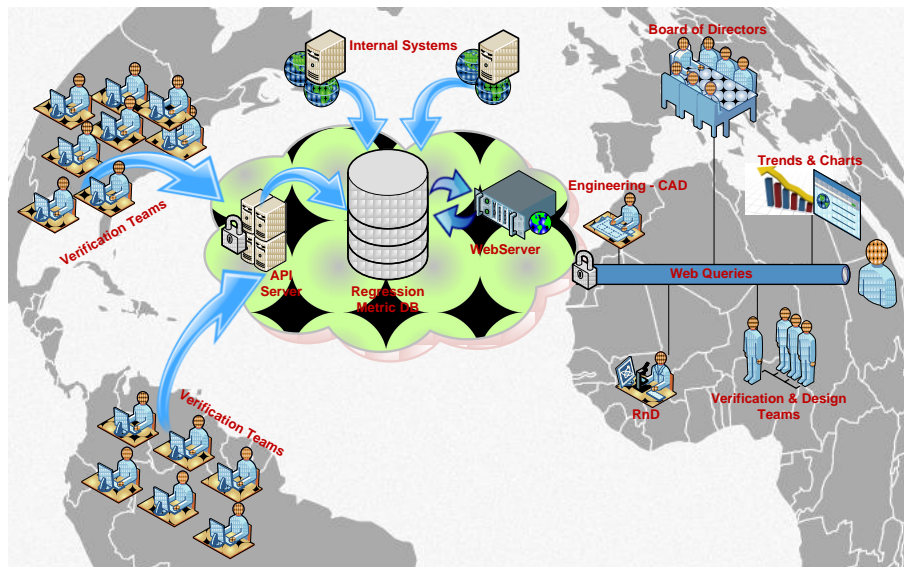 Internal Systems
Board of Directors
Trends & Charts
Engineering - CAD
Verification Teams
WebServer
API
Server
Web Queries
Regression
Metric DB
Verification & Design
Teams
RnD
Verification Teams